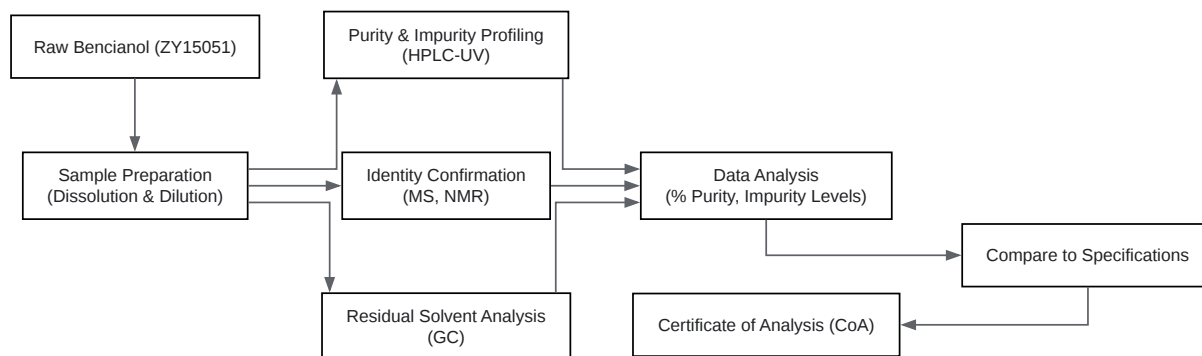 Raw Bencianol (ZY15051)
Purity & Impurity Profiling
(HPLC-UV)
Sample Preparation
(Dissolution & Dilution)
Identity Confirmation
(MS, NMR)
Data Analysis
(% Purity, Impurity Levels)
Compare to Specifications
Residual Solvent Analysis
(GC)
Certificate of Analysis (CoA)